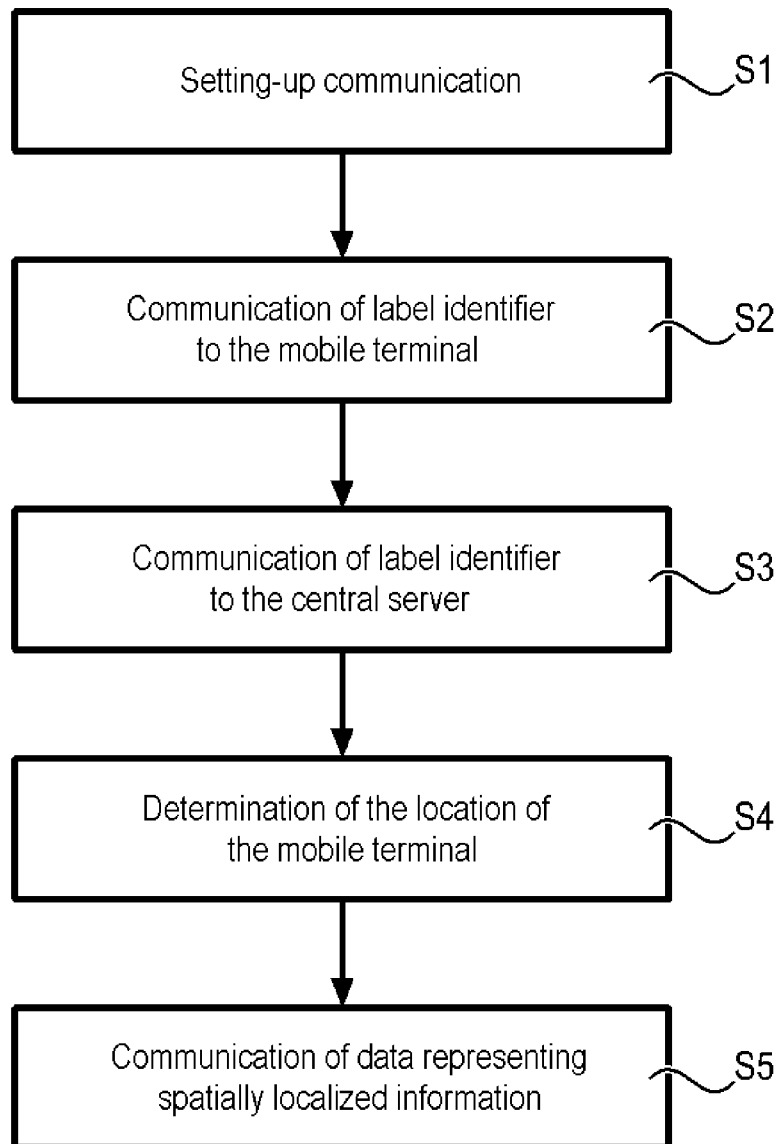 Setting-up communication
S1
Communication of label identifier
to the mobile terminal
S2
Communication of label identifier
to the central server
S3
Determination of the location of
the mobile terminal
S4
Communication of data representing
spatially localized information
S5